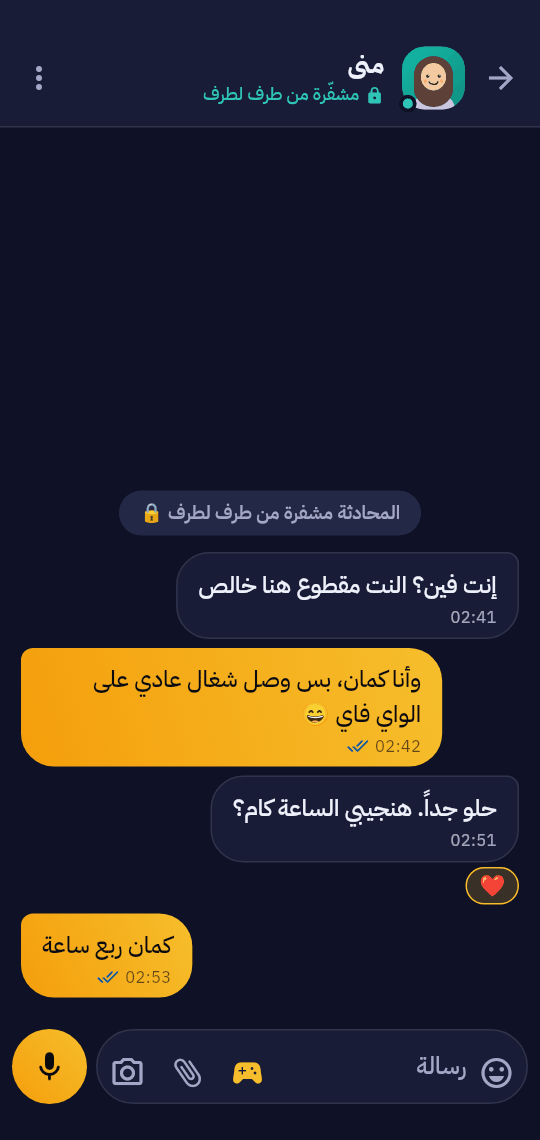 منى
مشفّرة من طرف لطرف
المحادثة مشفرة من طرف لطرف 🔒
إنت فين؟ النت مقطوع هنا خالص
02:41
وأنا كمان، بس وصل شغال عادي على
الواي فاي 😄
02:42
حلو جداً. هتجيبي الساعة كام؟
02:51
❤️
كمان ربع ساعة
02:53
رسالة